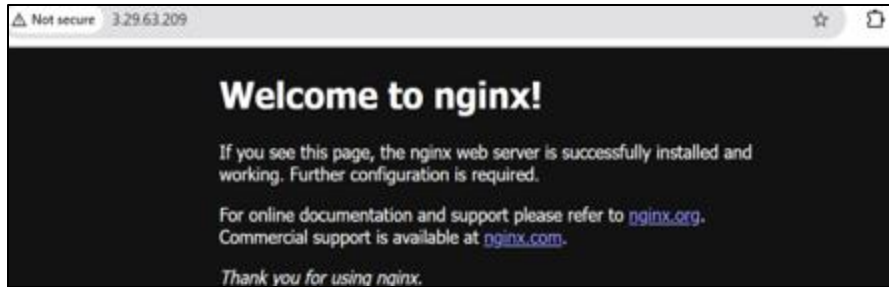 Not secure 3.29.63.209
Welcome to nginx!
If you see this page, the nginx web server is successfully installed and
working. Further configuration is required.
For online documentation and support please refer to nginx.org.
Commercial support is available at nginx.com.
Thank you for using nginx.